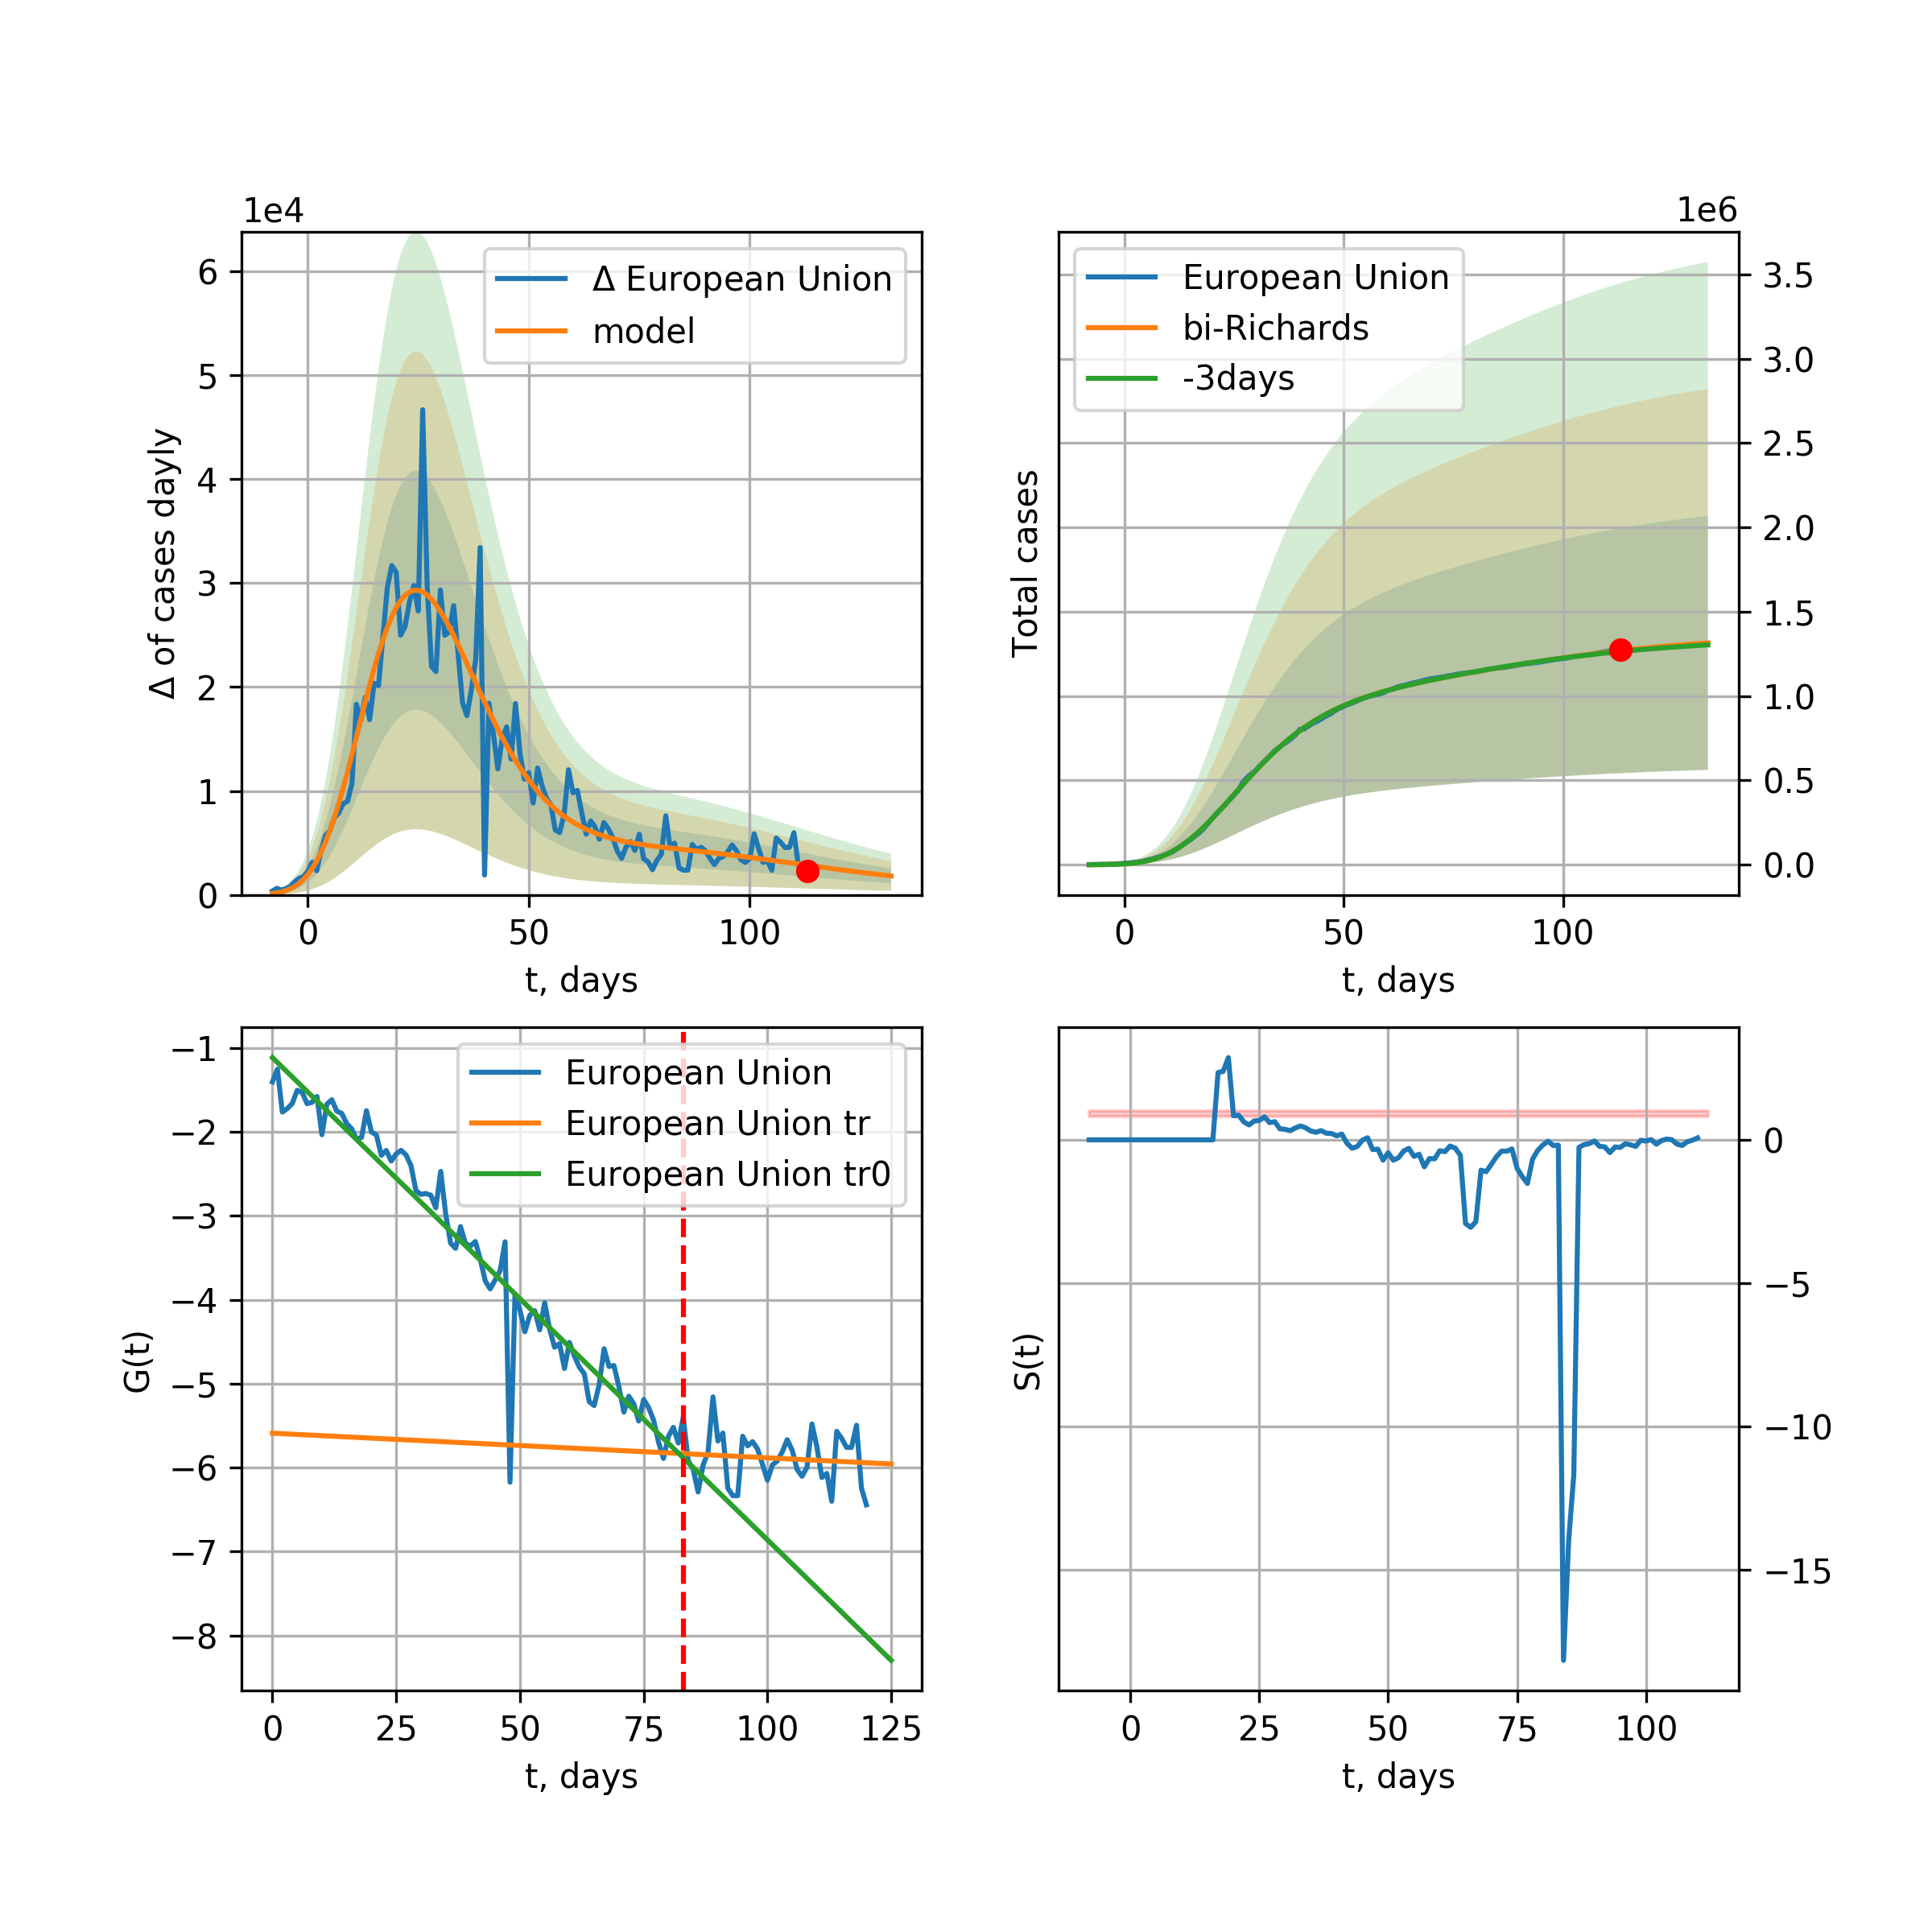 1e4
6
5
4
3
2
1
0
Δ of cases dayly
Δ European Union
model
0 50 100
t, days
1e6
European Union
bi-Richards
-3days
Total cases
3.5
3.0
2.5
2.0
1.5
1.0
0.5
0.0
0 50 100
t, days
−1
−2
−3
−4
−5
−6
−7
−8
G(t)
European Union
European Union tr
European Union tr0
0 25 50 75 100 125
t, days
S(t)
0
−5
−10
−15
0 25 50 75 100
t, days